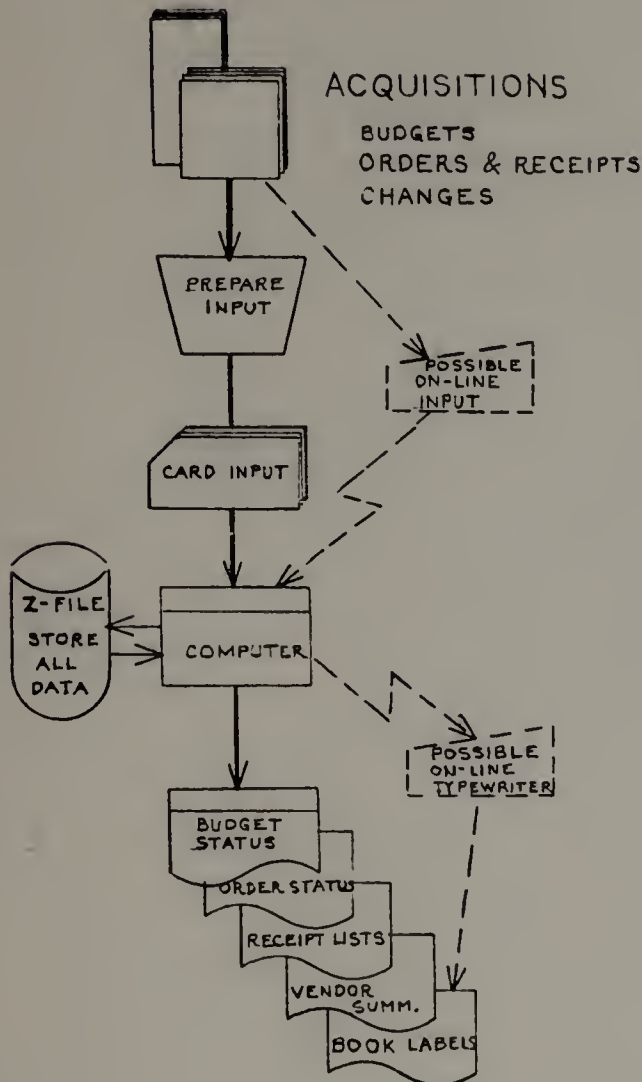 ACQUISITIONS
BUDGETS
ORDERS & RECEIPTS
CHANGES
PREPARE
INPUT
POSSIBLE
ON-LINE
INPUT
CARD INPUT
Z-FILE
STORE
ALL
DATA
COMPUTER
POSSIBLE
ON-LINE
TYPEWRITER
BUDGET
STATUS
ORDER STATUS
RECEIPT LISTS
VENDOR
SUMM.
BOOK LABELS